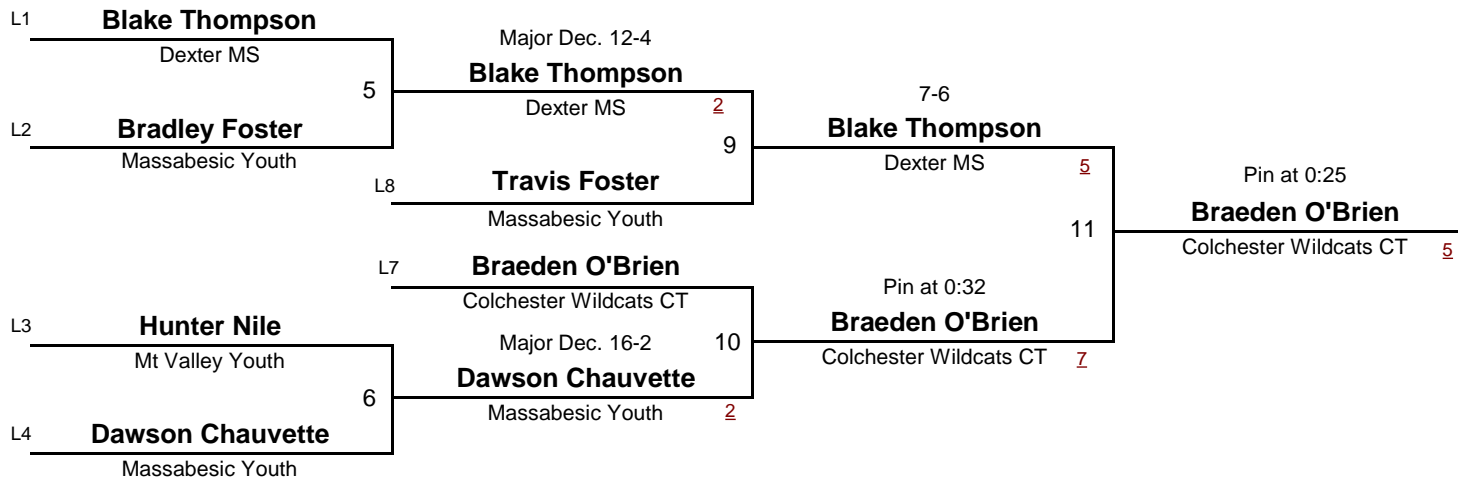 L1 Blake Thompson
Dexter MS
5
L2 Bradley Foster
Massabesic Youth
Major Dec. 12-4
Blake Thompson
Dexter MS 2
9
L8 Travis Foster
Massabesic Youth
7-6
Blake Thompson
Dexter MS 5
11
Pin at 0:25
Braeden O'Brien
Colchester Wildcats CT 5
L7 Braeden O'Brien
Colchester Wildcats CT
10
L3 Hunter Nile
Mt Valley Youth
6
L4 Dawson Chauvette
Massabesic Youth
Major Dec. 16-2
Dawson Chauvette
Massabesic Youth 2
Pin at 0:32
Braeden O'Brien
Colchester Wildcats CT 7